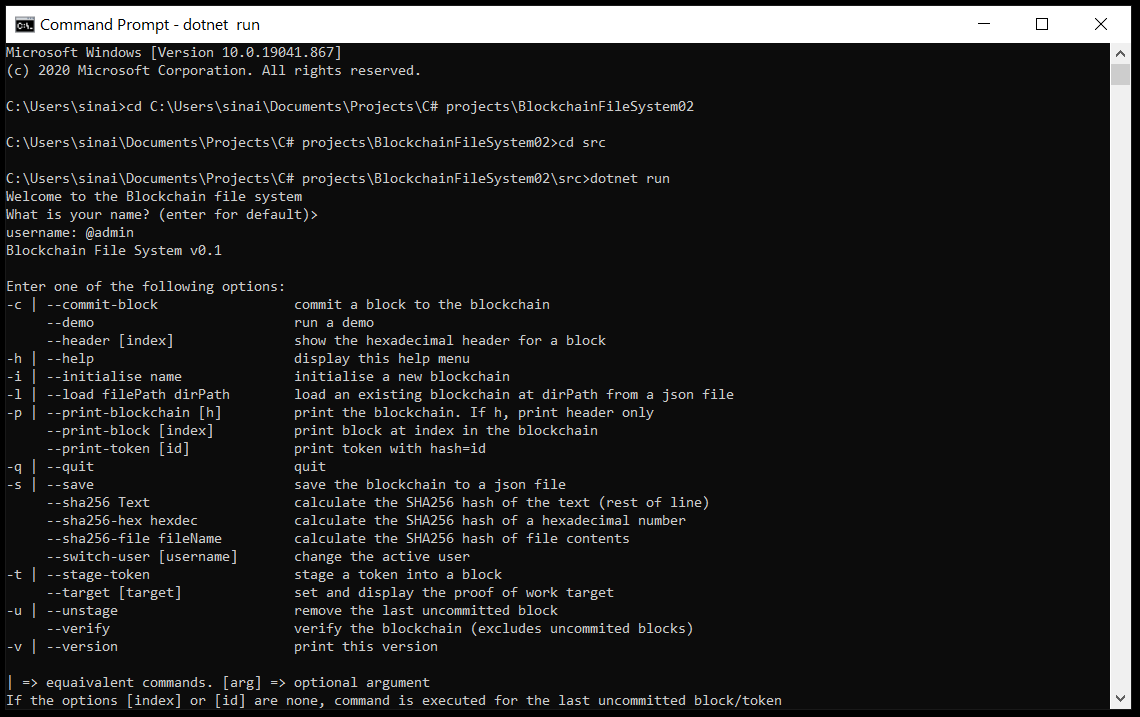 Command Prompt - dotnet  run
Microsoft Windows [Version 10.0.19041.867]
(c) 2020 Microsoft Corporation. All rights reserved.
C:\Users\sinai>cd C:\Users\sinai\Documents\Projects\C# projects\BlockchainFileSystem02
C:\Users\sinai\Documents\Projects\C# projects\BlockchainFileSystem02>cd src
C:\Users\sinai\Documents\Projects\C# projects\BlockchainFileSystem02\src>dotnet run
Welcome to the Blockchain file system
What is your name? (enter for default)>
username: @admin
Blockchain File System v0.1
Enter one of the following options:
-c | --commit-block                 commit a block to the blockchain
     --demo                         run a demo
     --header [index]               show the hexadecimal header for a block
-h | --help                         display this help menu
-i | --initialise name              initialise a new blockchain
-l | --load filePath dirPath        load an existing blockchain at dirPath from a json file
-p | --print-blockchain [h]         print the blockchain. If h, print header only
     --print-block [index]          print block at index in the blockchain
     --print-token [id]             print token with hash=id
-q | --quit                         quit
-s | --save                         save the blockchain to a json file
     --sha256 Text                  calculate the SHA256 hash of the text (rest of line)
     --sha256-hex hexdec            calculate the SHA256 hash of a hexadecimal number
     --sha256-file fileName         calculate the SHA256 hash of file contents
     --switch-user [username]       change the active user
-t | --stage-token                  stage a token into a block
     --target [target]              set and display the proof of work target
-u | --unstage                      remove the last uncommitted block
     --verify                       verify the blockchain (excludes uncommited blocks)
-v | --version                      print this version
| => equaivalent commands. [arg] => optional argument
If the options [index] or [id] are none, command is executed for the last uncommitted block/token